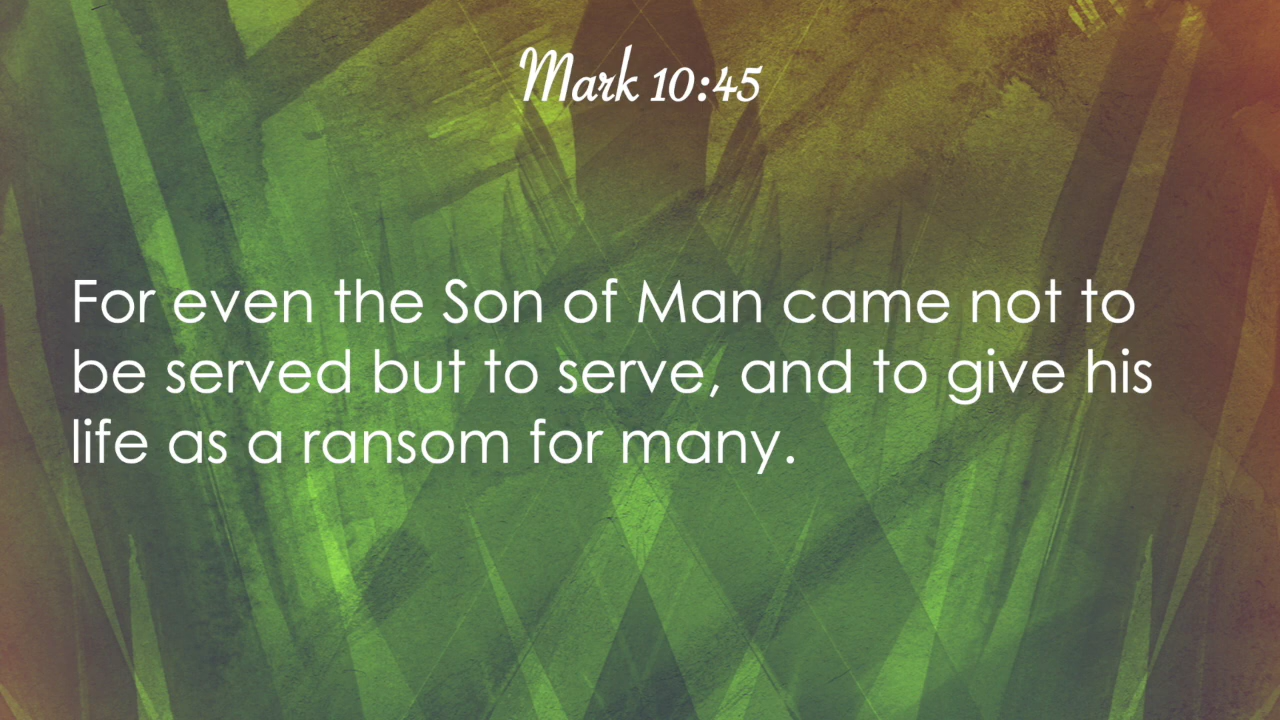 Mark 10:45
For even the Son of Man came not to
be served but to serve, and to give his
life as a ransom for many.